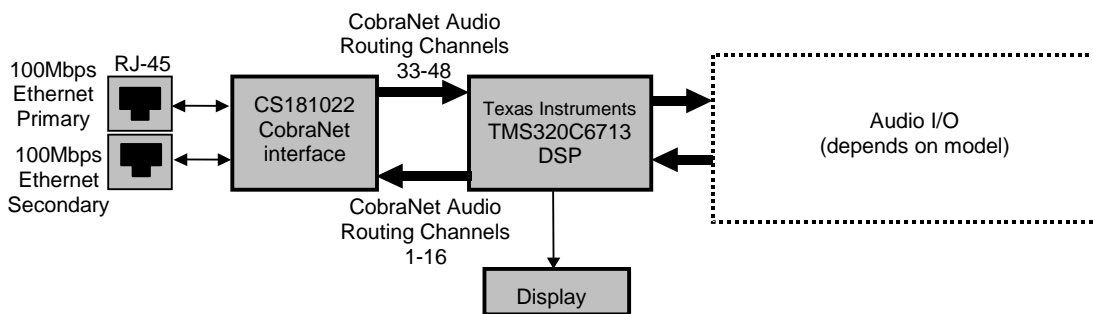 CobraNet Audio
Routing Channels
33-48
RJ-45
100Mbps
Ethernet
Primary
100Mbps
Ethernet
Secondary
CS181022
CobraNet
interface
Texas Instruments
TMS320C6713
DSP
Audio I/O
(depends on model)
CobraNet Audio
Routing Channels
1-16
Display